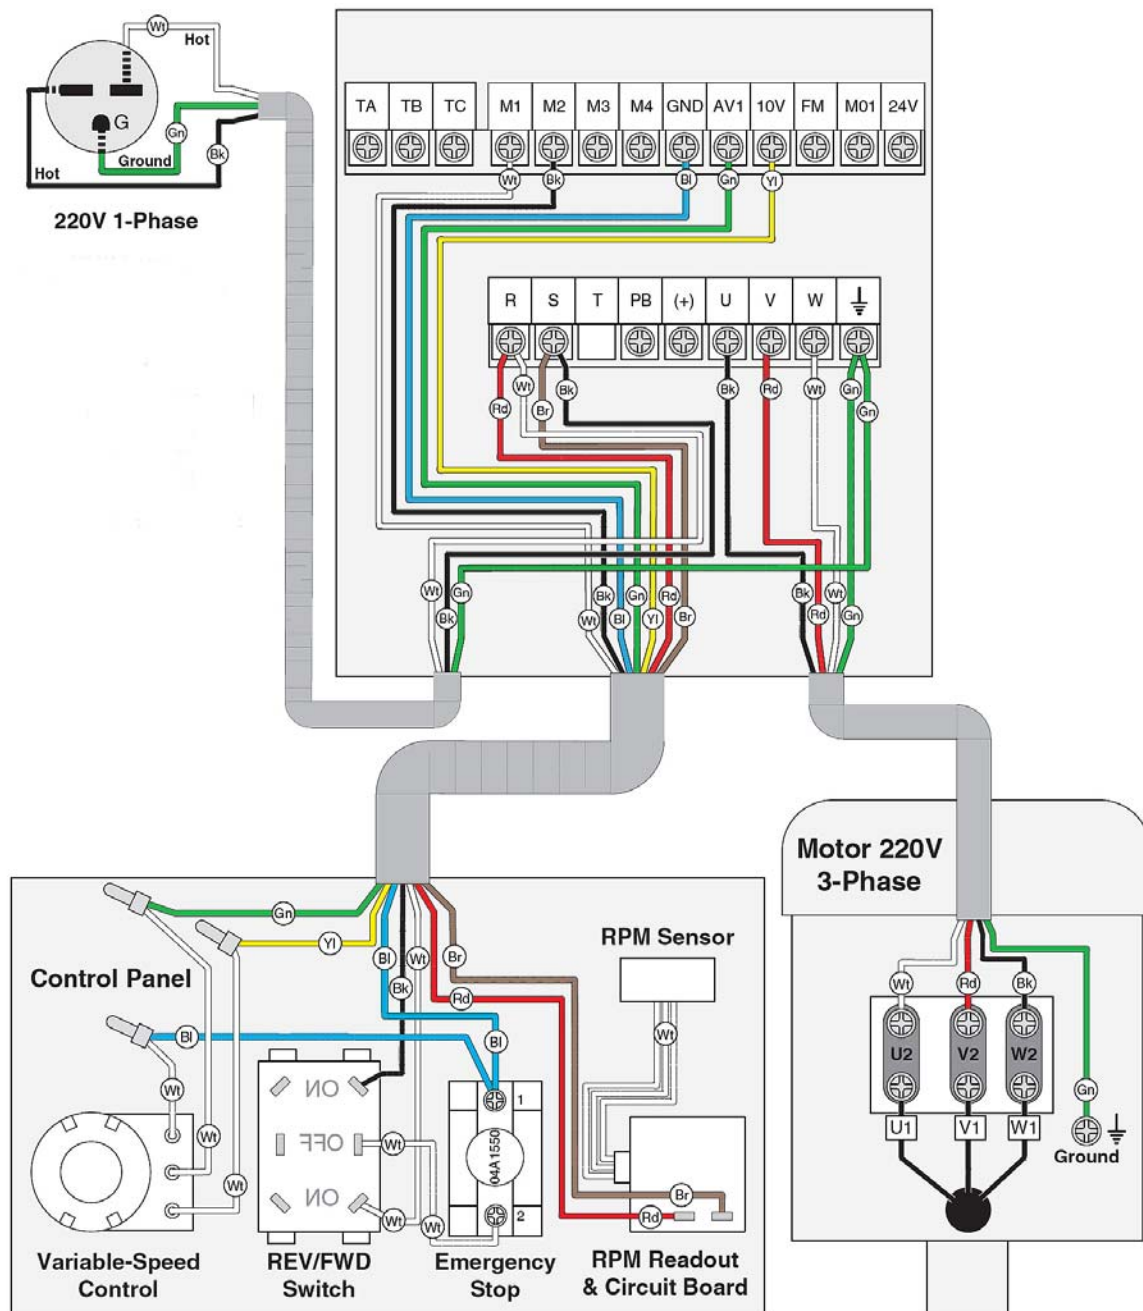 Wt
Hot
G
Gn
Ground
Bk
Hot
220V 1-Phase
TA TB TC M1 M2 M3 M4 GND AV1 10V FM M01 24V
Wt Bk Bl Gn Yl
R S T PB (+) U V W
Wt Bk Bk Wt Gn
Rd Br Gn
Wt Gn Bk Rd Wt
Bk Wt Bl Gn Yl Br Rd Gn
Motor 220V
3-Phase
Gn
Yl
Bl Wt Br
Bk Rd
RPM Sensor
Control Panel
Wt Rd Bk
Bl Bl
Wt
U2 V2 W2
Wt
ON
1
Gn
Wt
OFF
Wt
04A1550
U1 V1 W1
Ground
Wt
ON
Wt Wt
2
Br
Rd
Variable-Speed
Control
REV/FWD
Switch
Emergency
Stop
RPM Readout
& Circuit Board